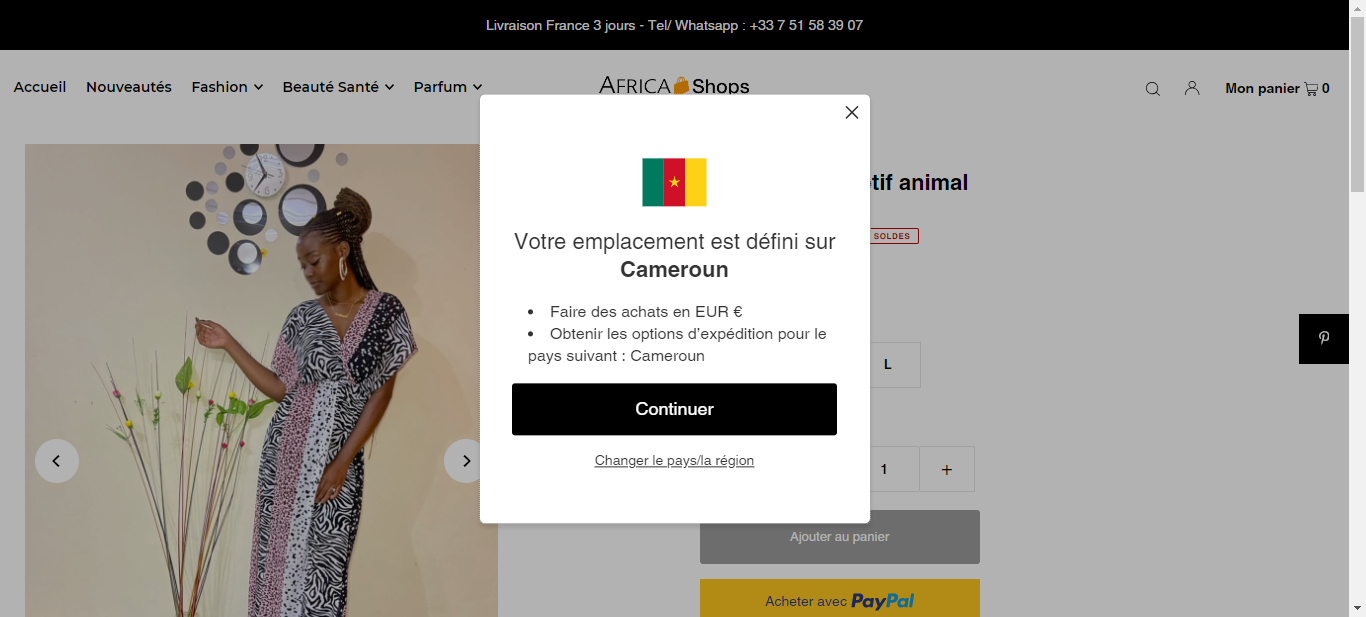 Livraison France 3 jours - Tel/ Whatsapp : +33 7 51 58 39 07
Accueil Nouveautés Fashion Beauté Santé Parfum AFRICA Shops Mon panier 0
tif animal
SOLDES
Votre emplacement est défini sur
Cameroun
Faire des achats en EUR €
Obtenir les options d'expédition pour le
pays suivant : Cameroun
L
Continuer
Changer le pays/la région
1 +
Ajouter au panier
Acheter avec PayPal